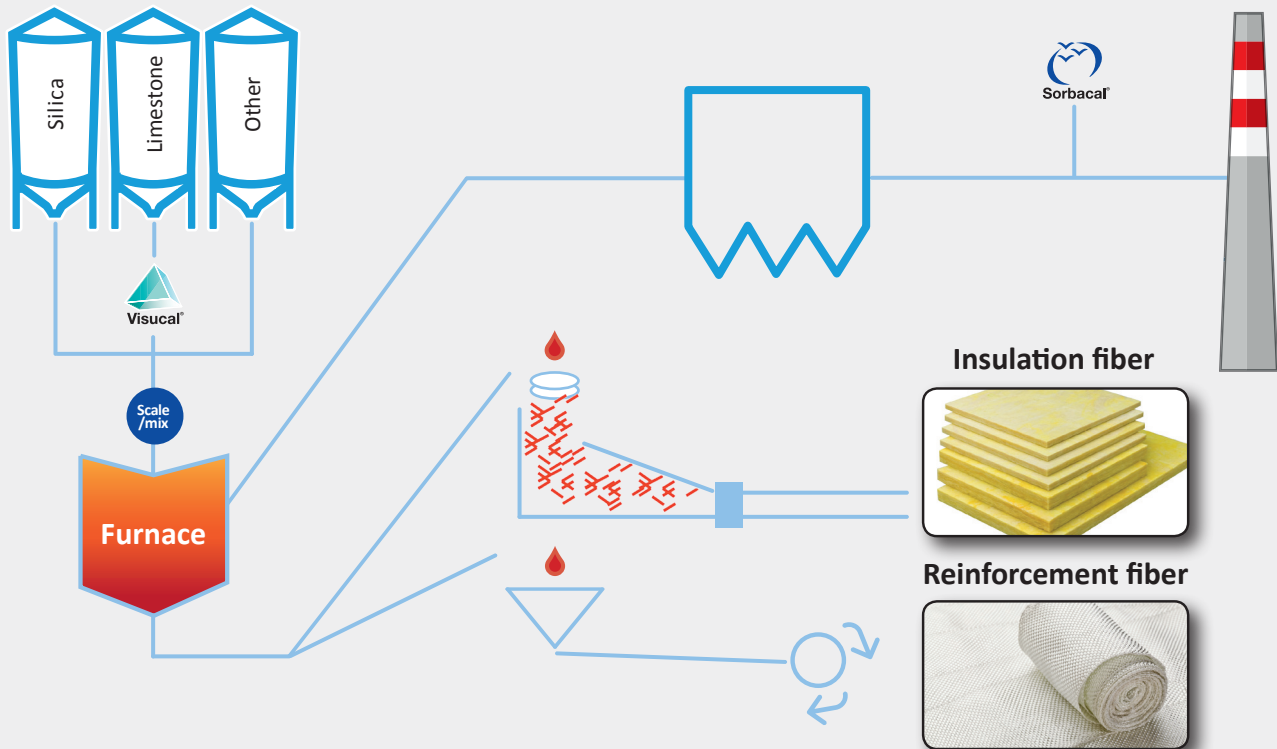 Silica
Limestone
Other
Sorbacal®
Visucal®
Scale
/mix
Furnace
Insulation fiber
Reinforcement fiber